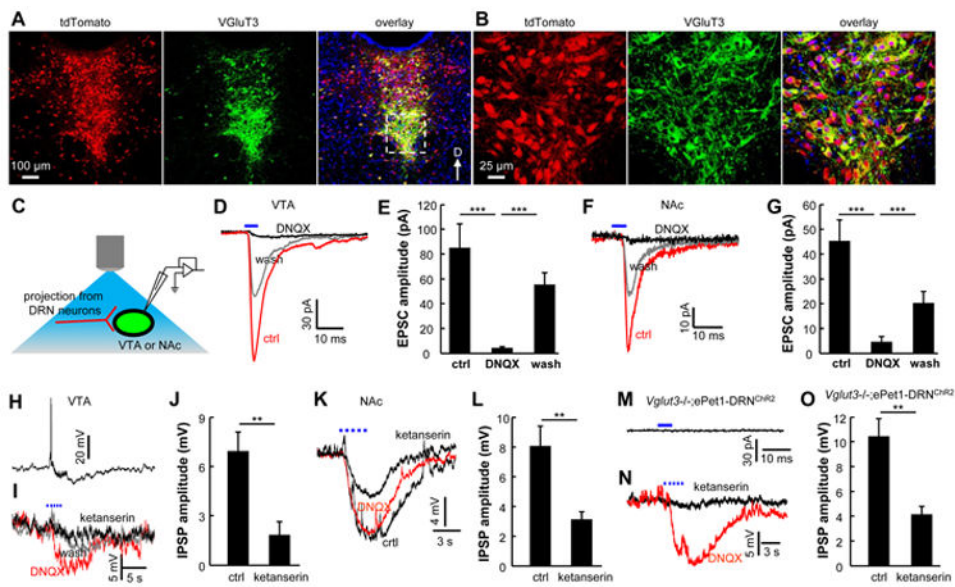 A
tdTomato
VGluT3
overlay
100 μm
D
B
tdTomato
VGluT3
overlay
25 μm
C
projection from
DRN neurons
VTA or NAc
D
VTA
DNQX
wash
ctrl
30 pA
10 ms
E
EPSC amplitude (pA)
120
100
80
60
40
20
0
***
***
ctrl
DNQX
wash
F
NAc
DNQX
wash
ctrl
10 pA
10 ms
G
EPSC amplitude (pA)
60
50
40
30
20
10
0
***
***
ctrl
DNQX
wash
H
VTA
20 mV
I
ketanserin
wash
DNQX
5 mV
5 s
J
IPSP amplitude (mV)
9
6
3
0
**
ctrl
ketanserin
K
NAc
ketanserin
DNQX
crtl
4 mV
3 s
L
IPSP amplitude (mV)
10
8
6
4
2
0
**
ctrl
ketanserin
M
Vglut3-/-;ePet1-DRNChR2
30 pA
10 ms
N
ketanserin
DNQX
5 mV
3 s
O
Vglut3-/-;ePet1-DRNChR2
IPSP amplitude (mV)
12
10
8
6
4
2
0
**
ctrl
ketanserin